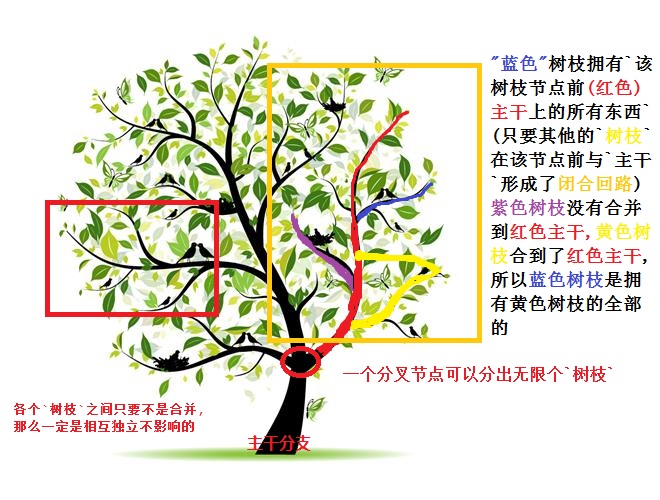 "蓝色"树枝拥有`该
树枝节点前(红色)
主干上的所有东西`
(只要其他的`树枝`
在该节点前与`主干
`形成了闭合回路)
紫色树枝没有合并
到红色主干,黄色树
枝合到了红色主干,
所以蓝色树枝是拥
有黄色树枝的全部
的
一个分叉节点可以分出无限个`树枝`
各个`树枝`之间只要不是合并,
那么一定是相互独立不影响的
主干分支